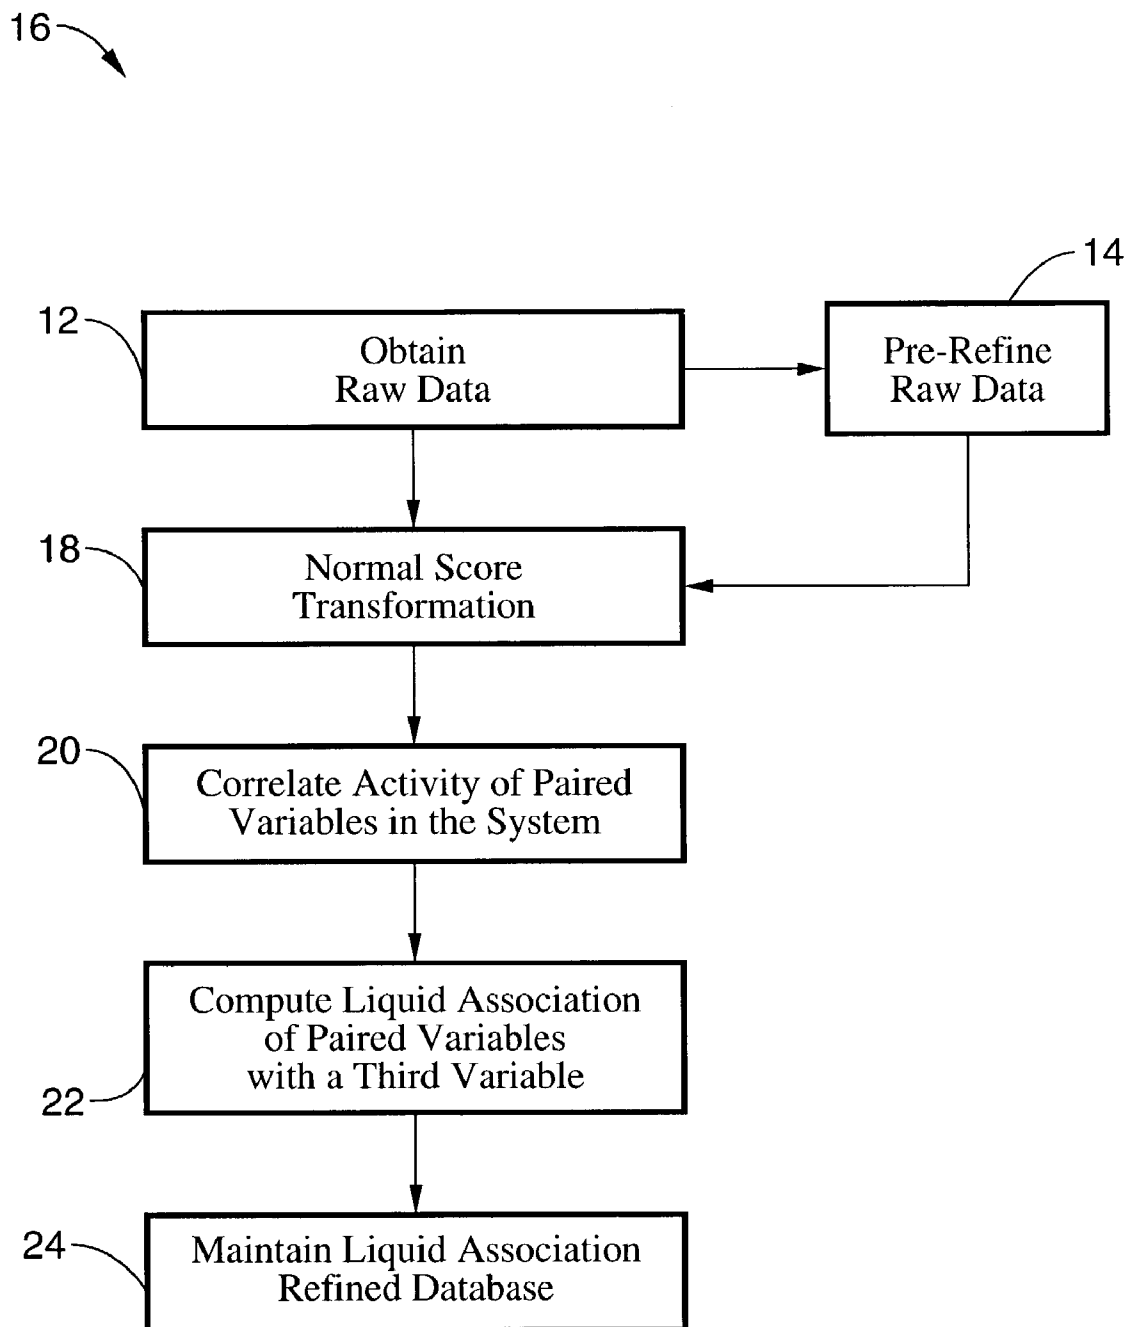 16
14
12
Obtain
Raw Data
Pre-Refine
Raw Data
18
Normal Score
Transformation
20
Correlate Activity of Paired
Variables in the System
22
Compute Liquid Association
of Paired Variables
with a Third Variable
24
Maintain Liquid Association
Refined Database